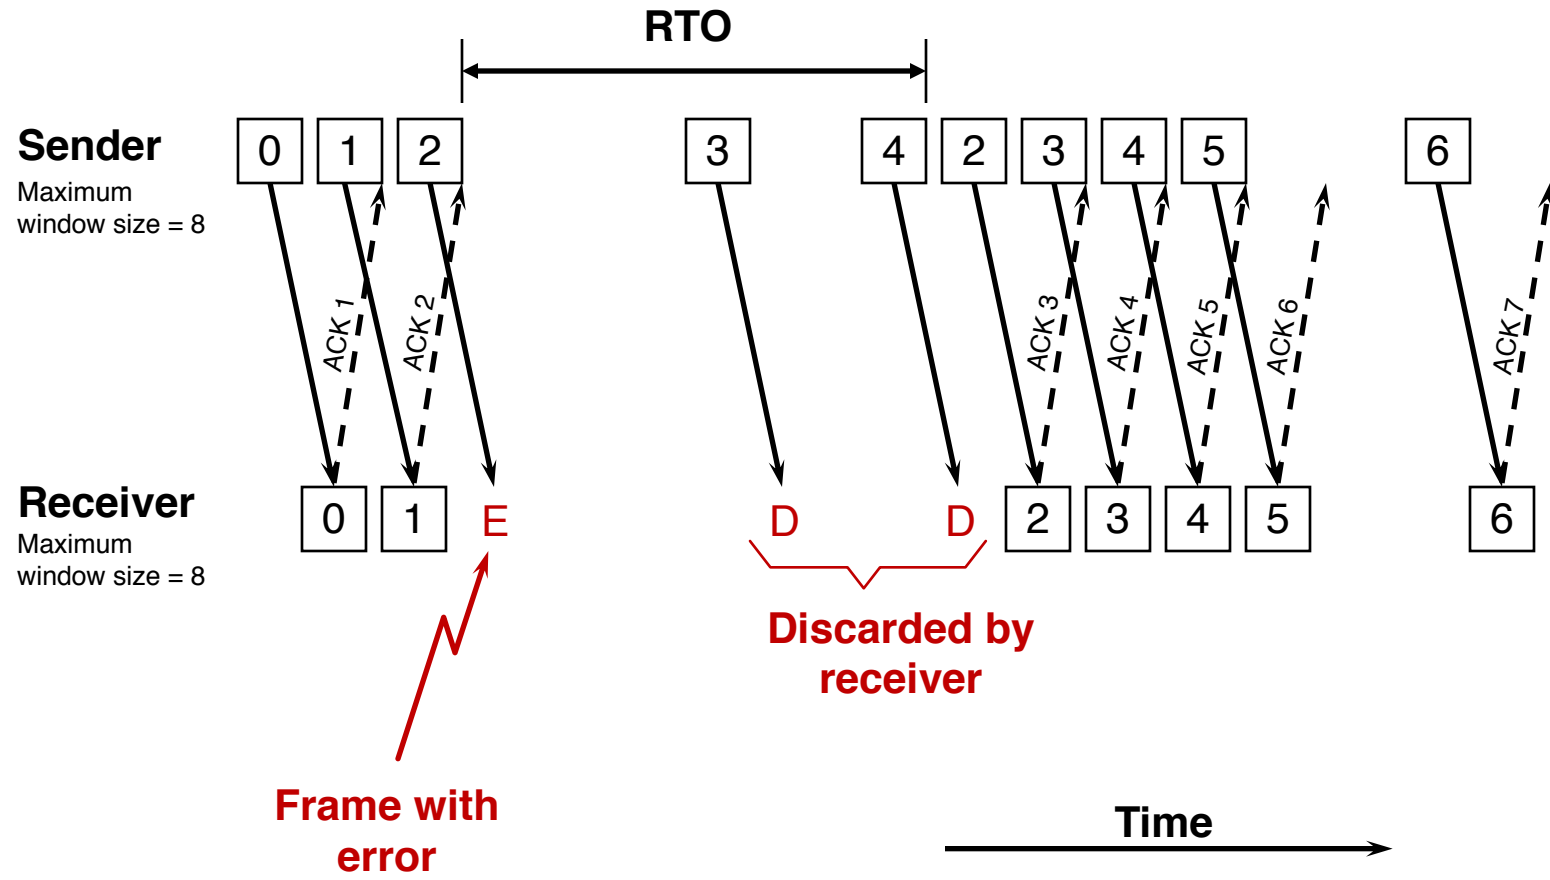 RTO
Sender
Maximum
window size = 8
0 1 2 3 4 2 3 4 5 6
ACK 1 ACK 2 ACK 3 ACK 4 ACK 5 ACK 6 ACK 7
Receiver
Maximum
window size = 8
0 1 E D D 2 3 4 5 6
Discarded by
receiver
Frame with
error
Time